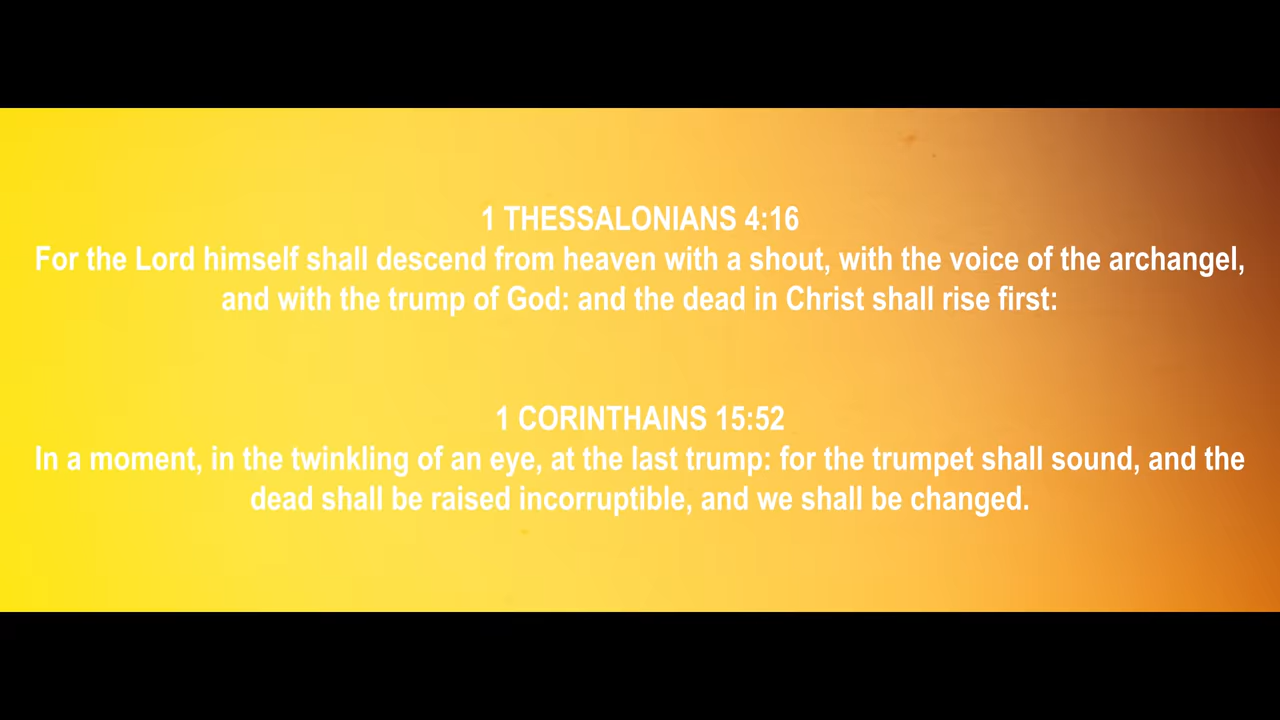 1 THESSALONIANS 4:16
For the Lord himself shall descend from heaven with a shout, with the voice of the archangel,
and with the trump of God: and the dead in Christ shall rise first:
1 CORINTHAINS 15:52
In a moment, in the twinkling of an eye, at the last trump: for the trumpet shall sound, and the
dead shall be raised incorruptible, and we shall be changed.